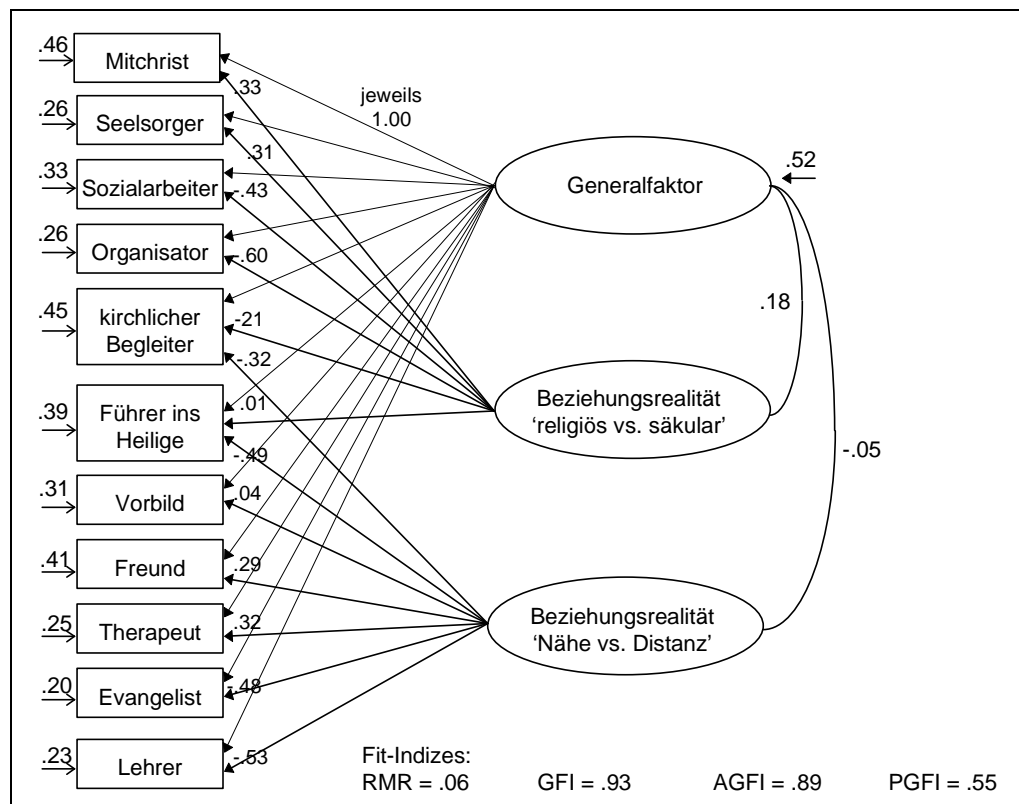 .46
Mitchrist
.33
jeweils
1.00
.26
Seelsorger
.31
.33
Sozialarbeiter
-.43
.26
Organisator
-.60
.45
kirchlicher
Begleiter
-21
-.32
.39
Führer ins
Heilige
.01
-.49
.31
Vorbild
.04
.41
Freund
.29
.25
Therapeut
.32
.20
Evangelist
-.48
.23
Lehrer
-.53
Generalfaktor
.52
.18
Beziehungsrealität
‘religiös vs. säkular’
-.05
Beziehungsrealität
‘Nähe vs. Distanz’
Fit-Indizes:
RMR = .06 GFI = .93 AGFI = .89 PGFI = .55